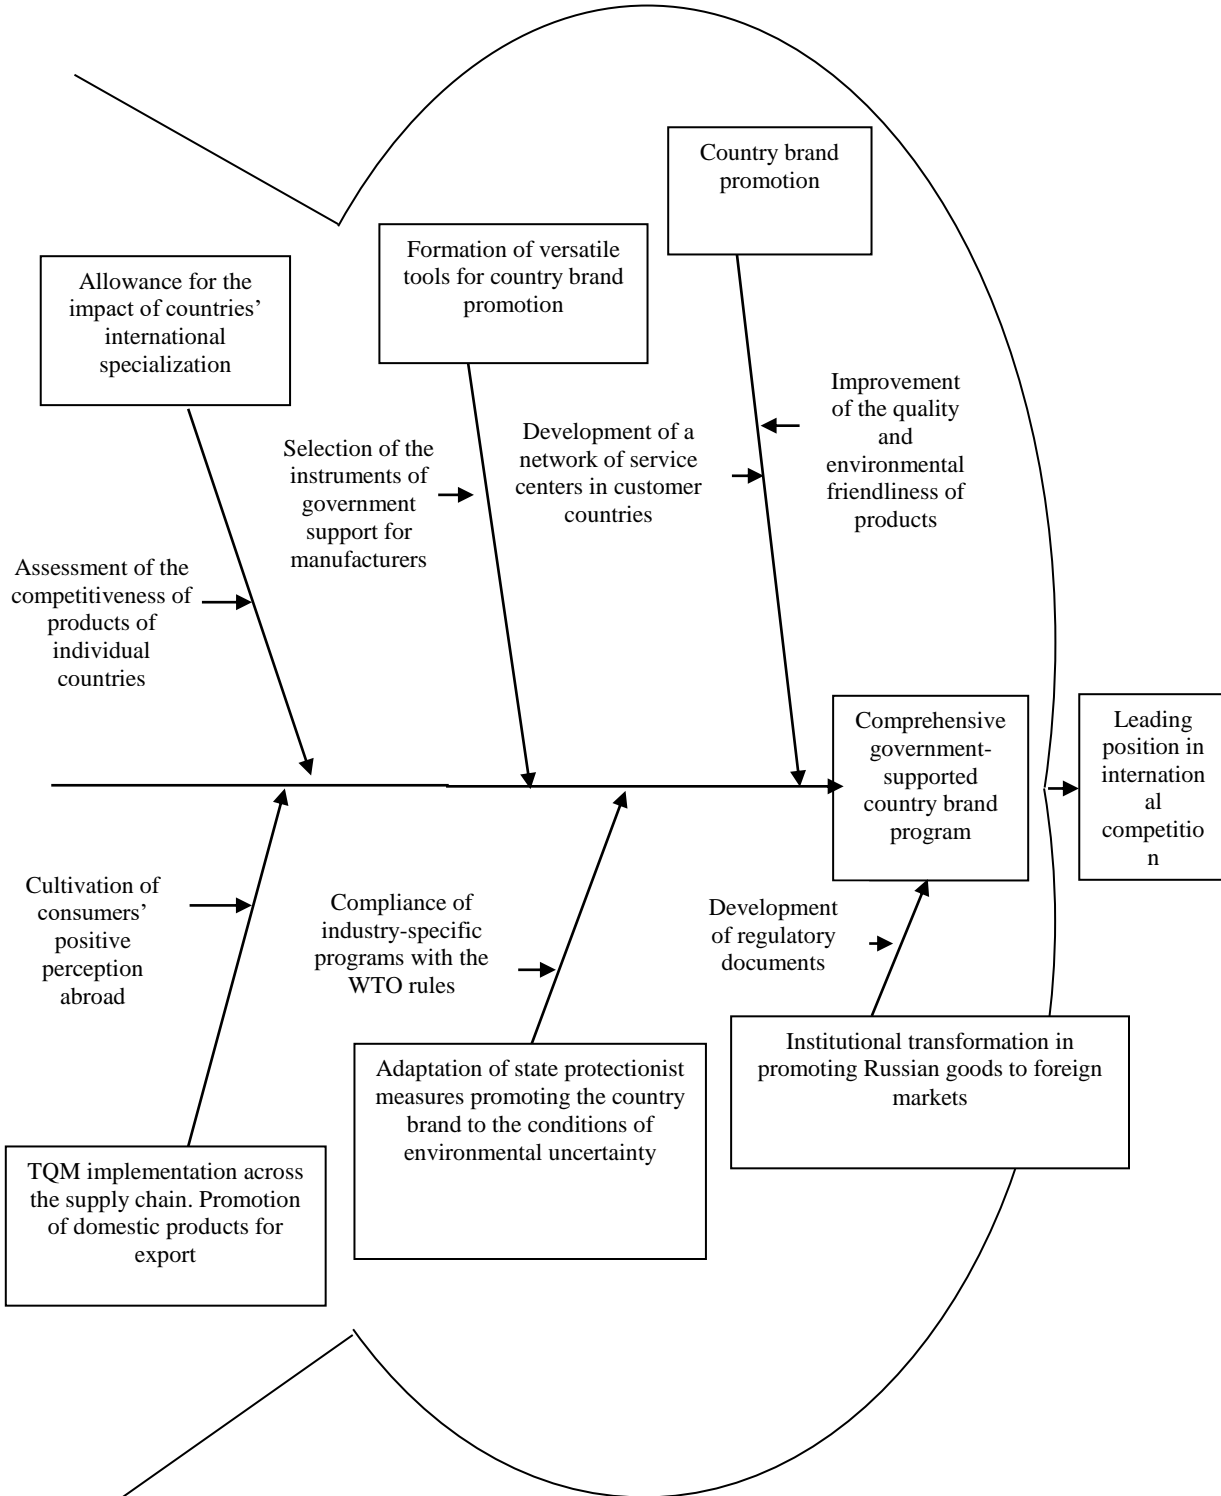 Country brand
promotion
Formation of versatile
tools for country brand
promotion
Allowance for the
impact of countries’
international
specialization
Improvement
of the quality
and
environmental
friendliness of
products
Development of a
network of service
centers in customer
countries
Selection of the
instruments of
government
support for
manufacturers
Assessment of the
competitiveness of
products of
individual
countries
Comprehensive
government-
supported
country brand
program
Leading
position in
internation
al
competitio
n
Cultivation of
consumers’
positive
perception
abroad
Compliance of
industry-specific
programs with the
WTO rules
Development
of regulatory
documents
Institutional transformation in
promoting Russian goods to foreign
markets
Adaptation of state protectionist
measures promoting the country
brand to the conditions of
environmental uncertainty
TQM implementation across
the supply chain. Promotion
of domestic products for
export